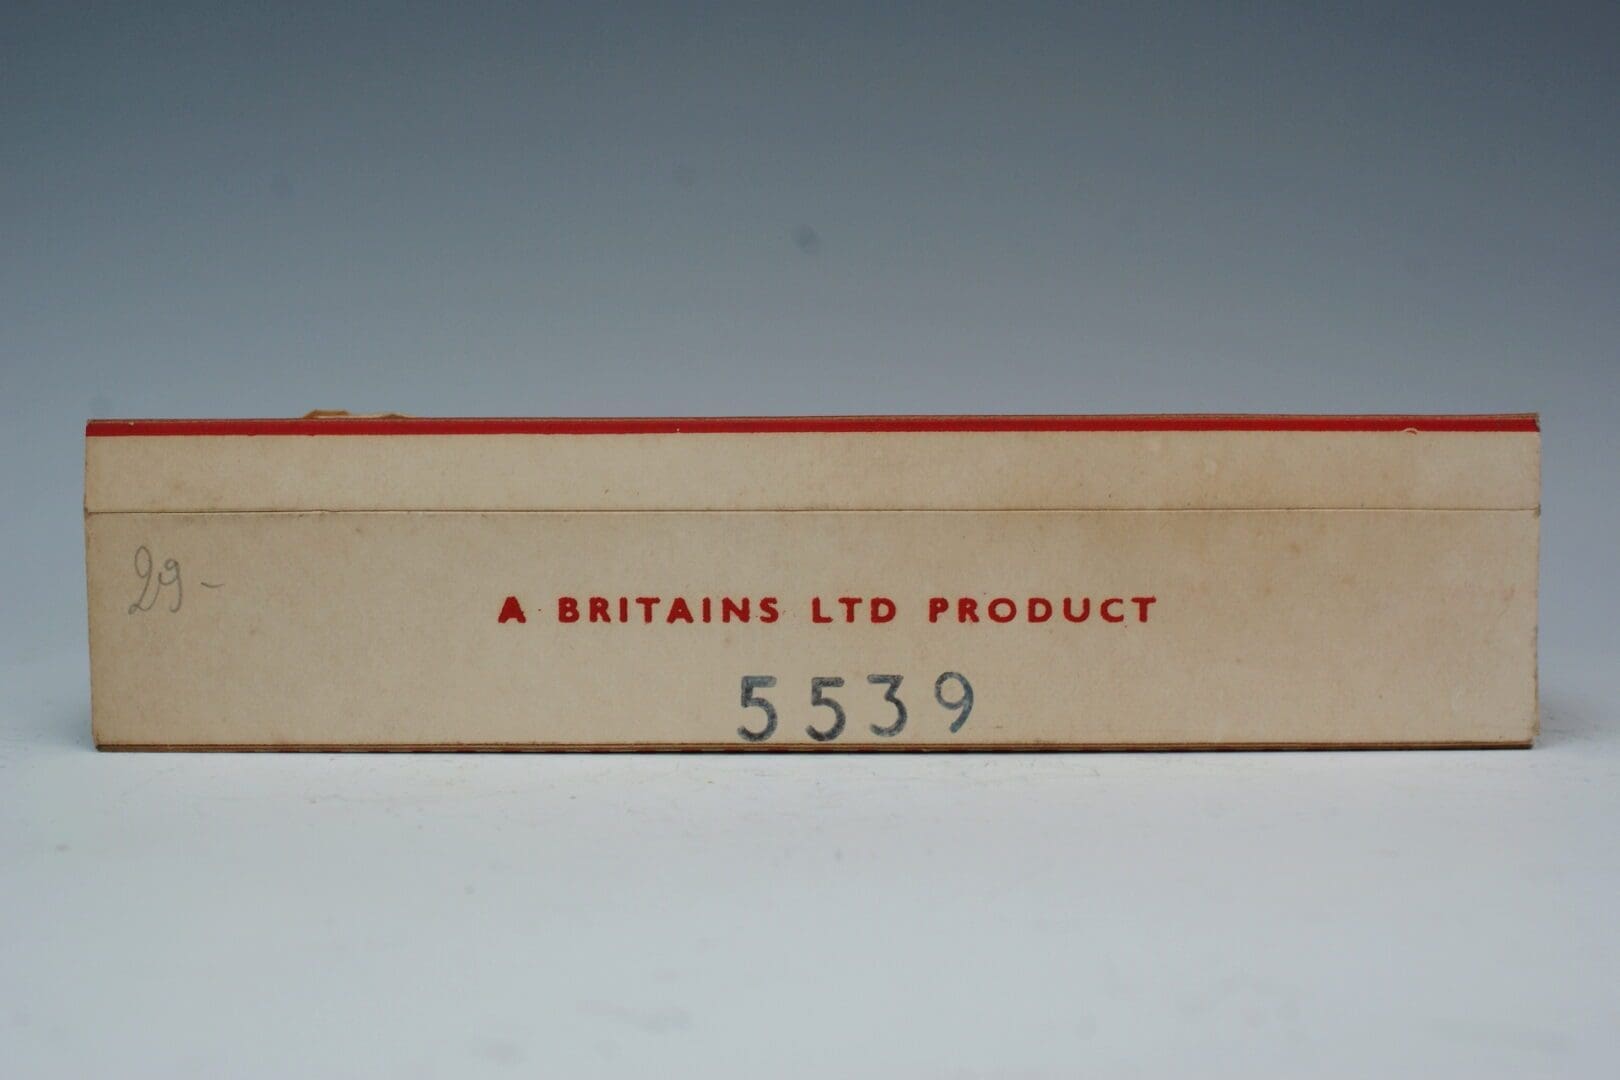 29-
A BRITAINS LTD PRODUCT
5539